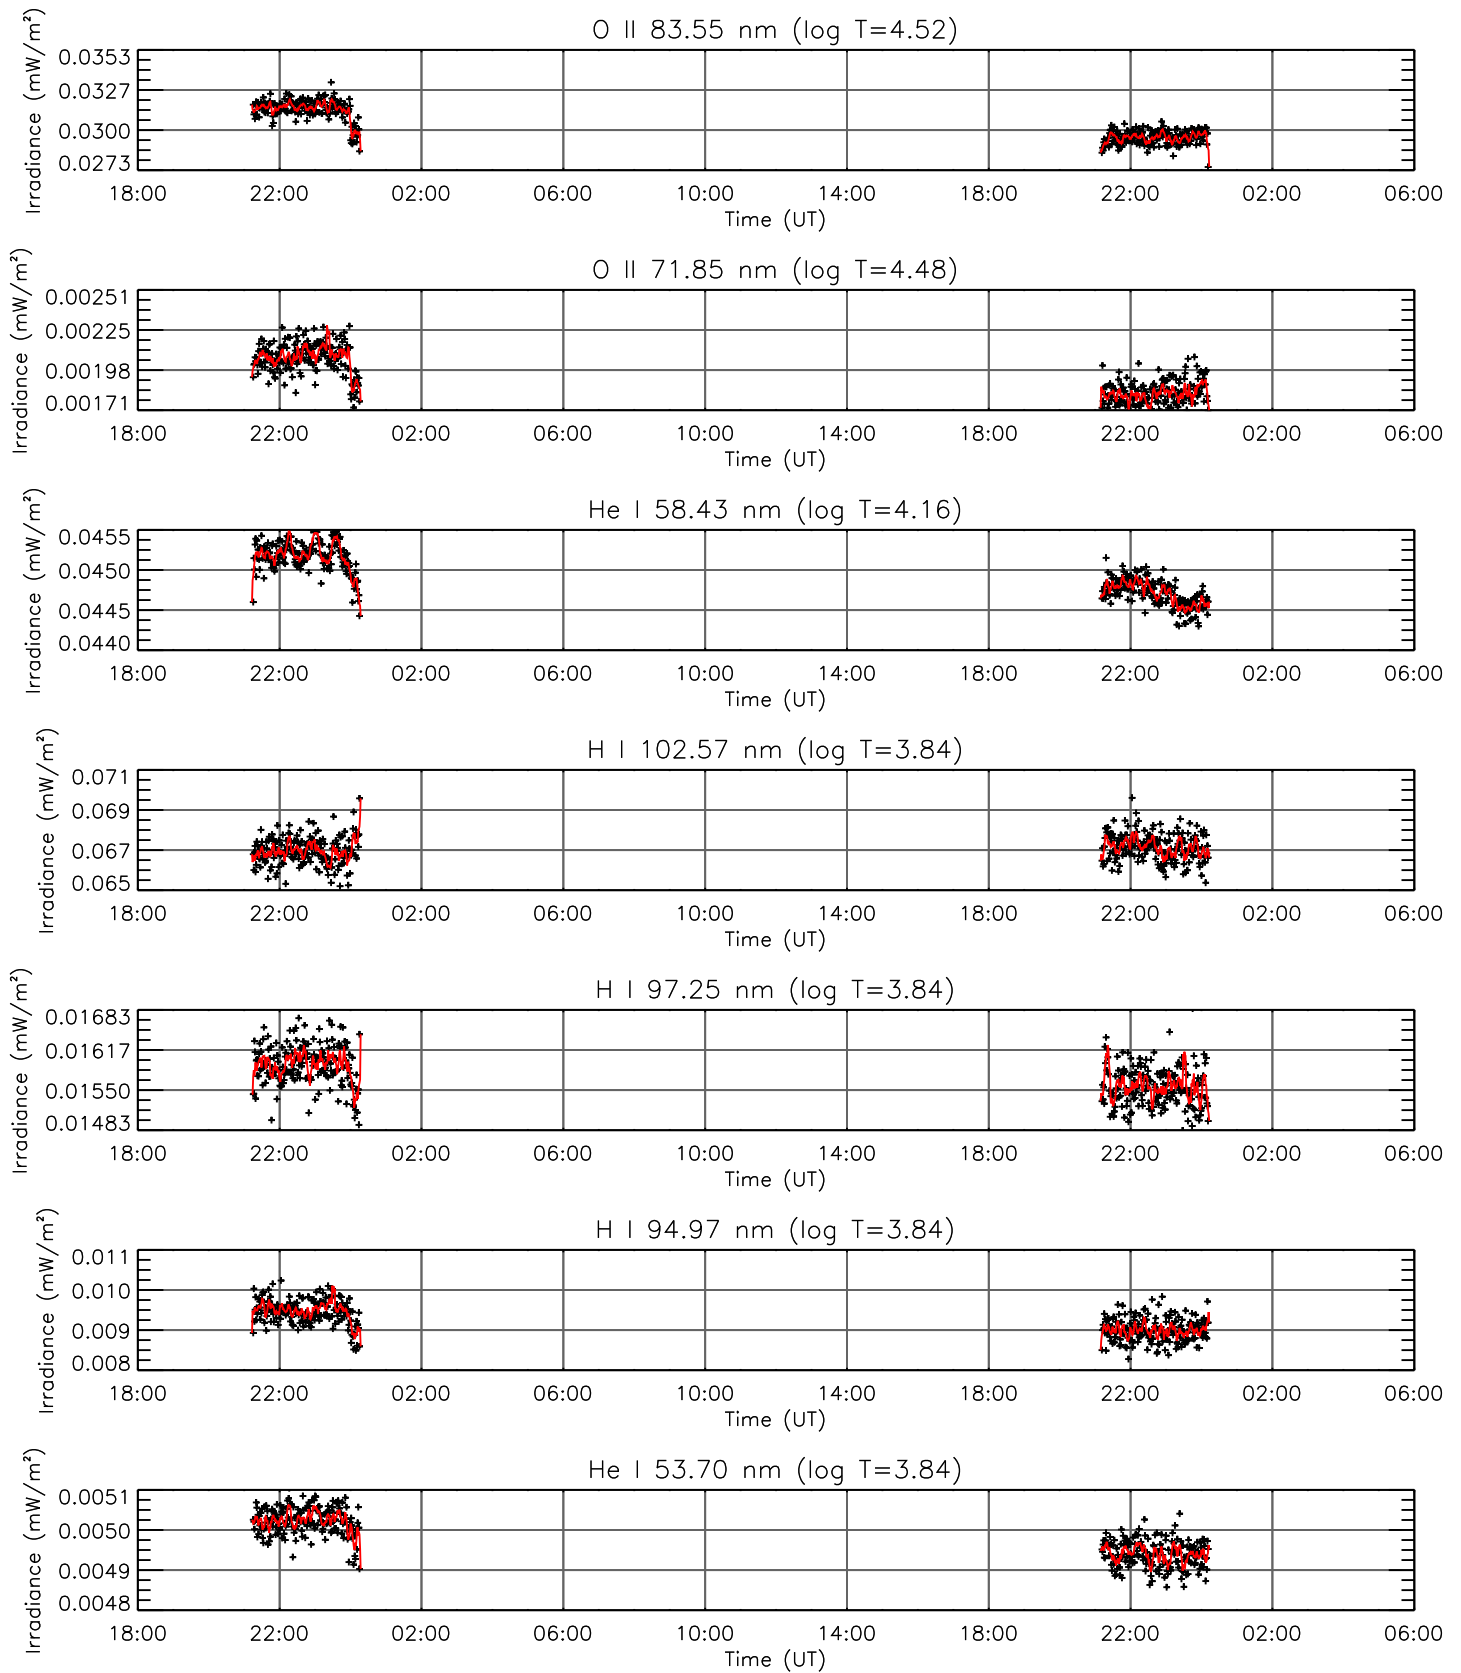 O II 83.55 nm (log T=4.52)
Irradiance (mW/m²)
0.0353
0.0327
0.0300
0.0273
18:00 22:00 02:00 06:00 10:00 14:00 18:00 22:00 02:00 06:00
Time (UT)
O II 71.85 nm (log T=4.48)
Irradiance (mW/m²)
0.00251
0.00225
0.00198
0.00171
18:00 22:00 02:00 06:00 10:00 14:00 18:00 22:00 02:00 06:00
Time (UT)
He I 58.43 nm (log T=4.16)
Irradiance (mW/m²)
0.0455
0.0450
0.0445
0.0440
18:00 22:00 02:00 06:00 10:00 14:00 18:00 22:00 02:00 06:00
Time (UT)
H I 102.57 nm (log T=3.84)
Irradiance (mW/m²)
0.071
0.069
0.067
0.065
18:00 22:00 02:00 06:00 10:00 14:00 18:00 22:00 02:00 06:00
Time (UT)
H I 97.25 nm (log T=3.84)
Irradiance (mW/m²)
0.01683
0.01617
0.01550
0.01483
18:00 22:00 02:00 06:00 10:00 14:00 18:00 22:00 02:00 06:00
Time (UT)
H I 94.97 nm (log T=3.84)
Irradiance (mW/m²)
0.011
0.010
0.009
0.008
18:00 22:00 02:00 06:00 10:00 14:00 18:00 22:00 02:00 06:00
Time (UT)
He I 53.70 nm (log T=3.84)
Irradiance (mW/m²)
0.0051
0.0050
0.0049
0.0048
18:00 22:00 02:00 06:00 10:00 14:00 18:00 22:00 02:00 06:00
Time (UT)